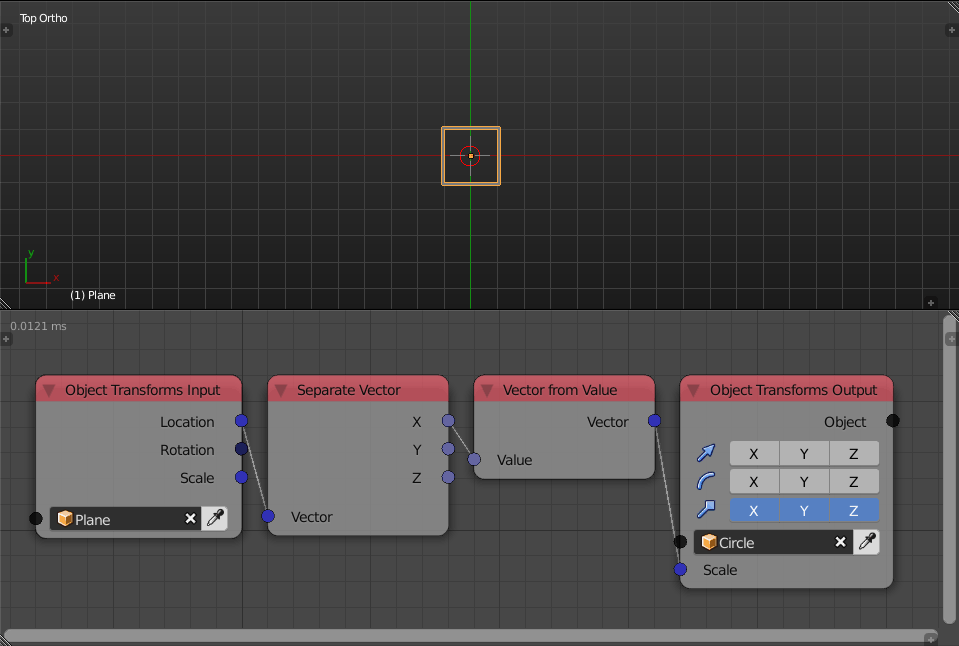 Top Ortho
y
x
(1) Plane
0.0121 ms
Object Transforms Input
Location
Rotation
Scale
Plane
Separate Vector
X
Y
Z
Vector
Vector from Value
Vector
Value
Object Transforms Output
Object
X Y Z
X Y Z
X Y Z
Circle
Scale